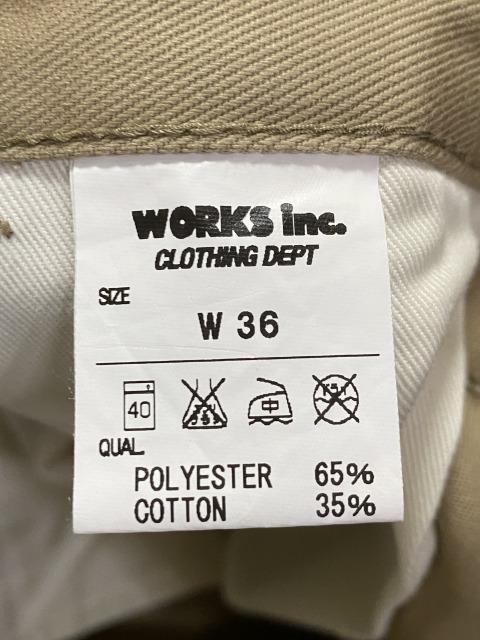 WORKS inc.
CLOTHING DEPT
SIZE
W 36
40 中
QUAL.
POLYESTER 65%
COTTON 35%